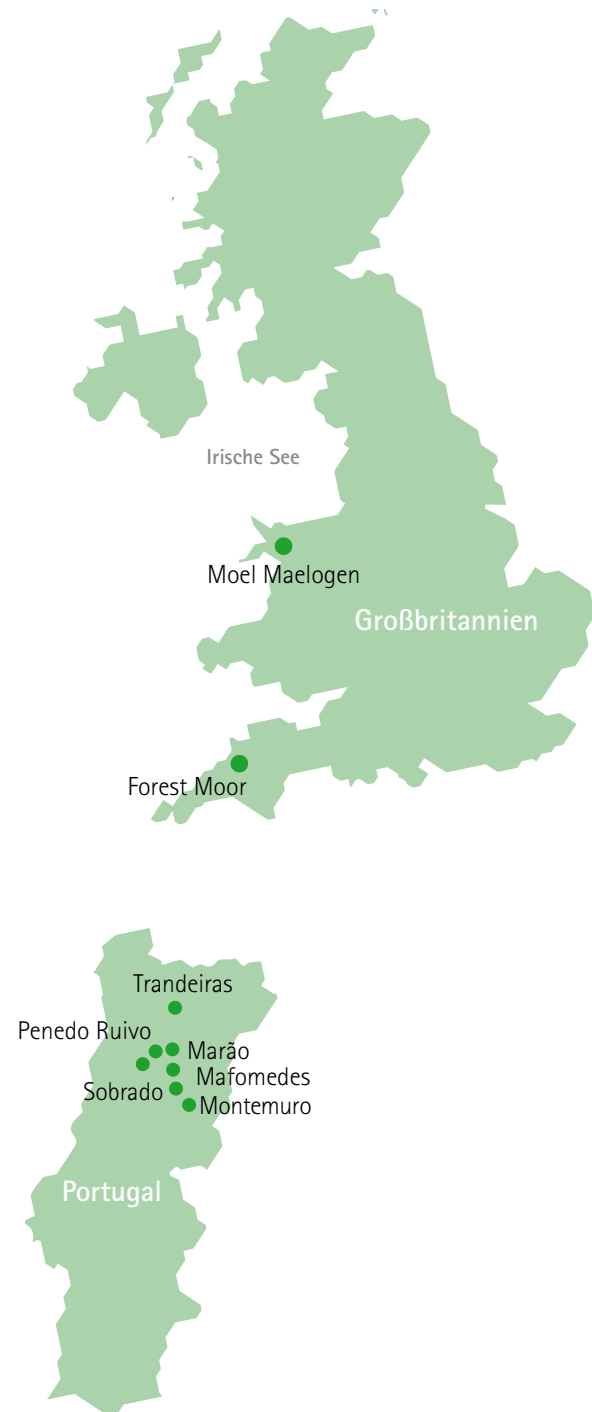 Irische See
Moel Maelogen
Großbritannien
Forest Moor
Trandeiras
Penedo Ruivo
Marão
Mafomedes
Sobrado
Montemuro
Portugal